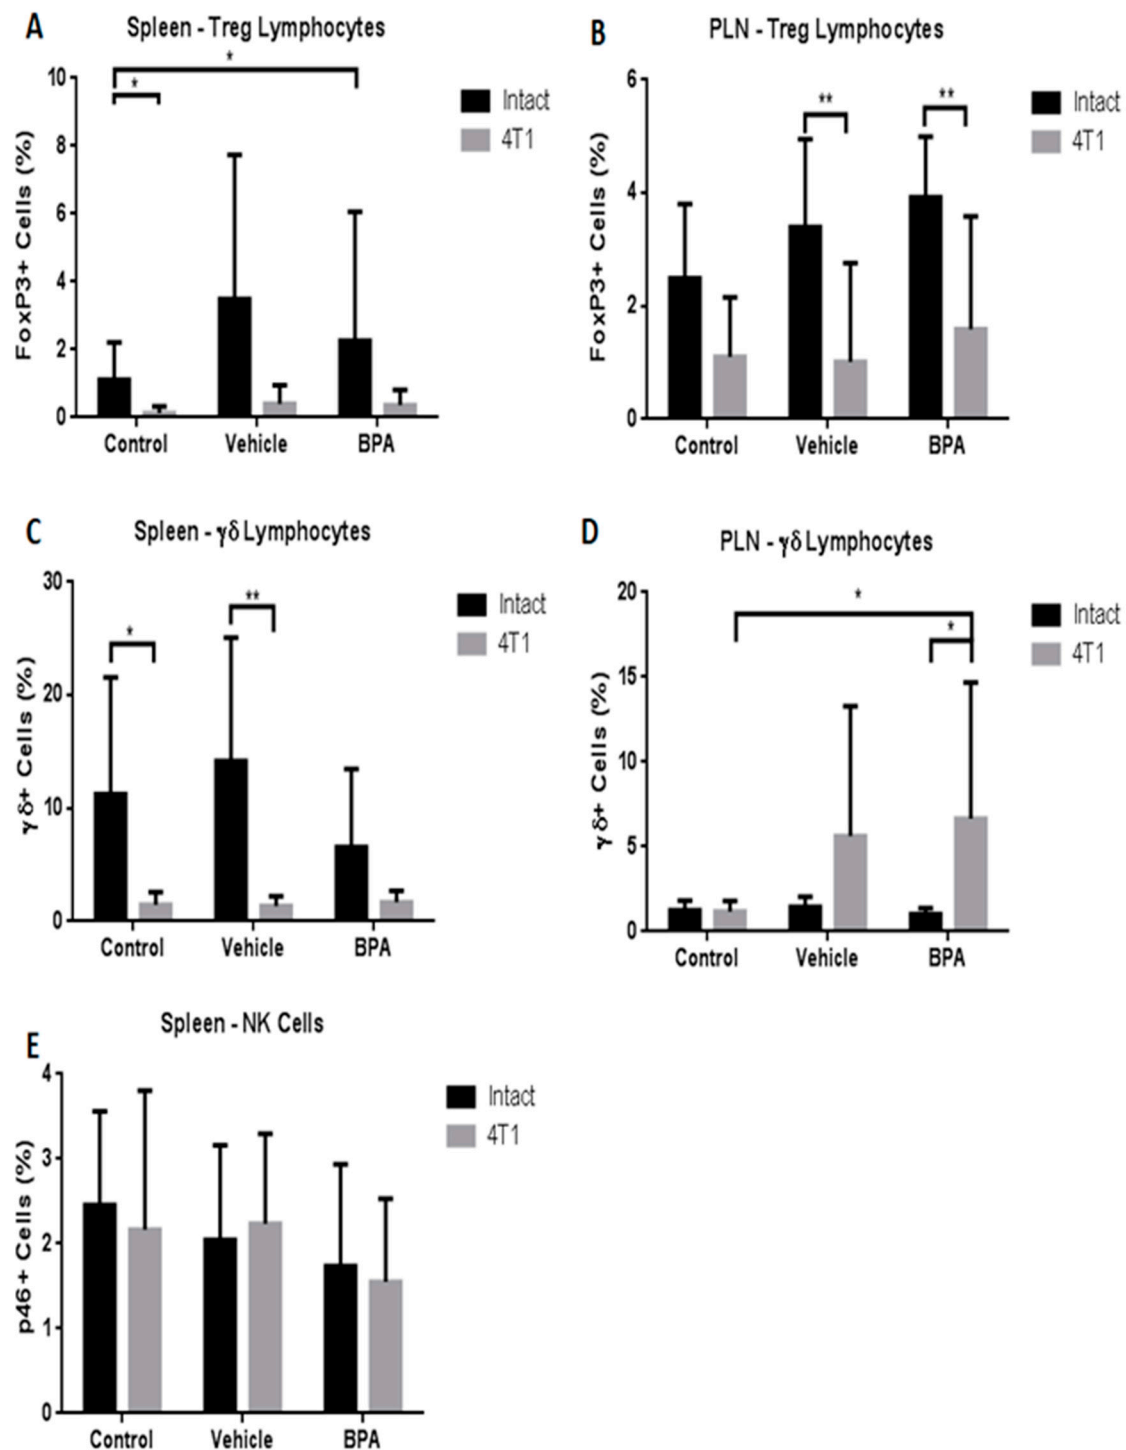 A
Spleen - Treg Lymphocytes
*
*
10
8
6
4
2
0
FoxP3+ Cells (%)
Control
Vehicle
BPA
Intact
4T1
B
PLN - Treg Lymphocytes
**
**
6
4
2
0
FoxP3+ Cells (%)
Control
Vehicle
BPA
Intact
4T1
C
Spleen - γδ Lymphocytes
*
**
30
20
10
0
γδ+ Cells (%)
Control
Vehicle
BPA
Intact
4T1
D
PLN - γδ Lymphocytes
*
*
20
15
10
5
0
γδ+ Cells (%)
Control
Vehicle
BPA
Intact
4T1
E
Spleen - NK Cells
4
3
2
1
0
p46+ Cells (%)
Control
Vehicle
BPA
Intact
4T1